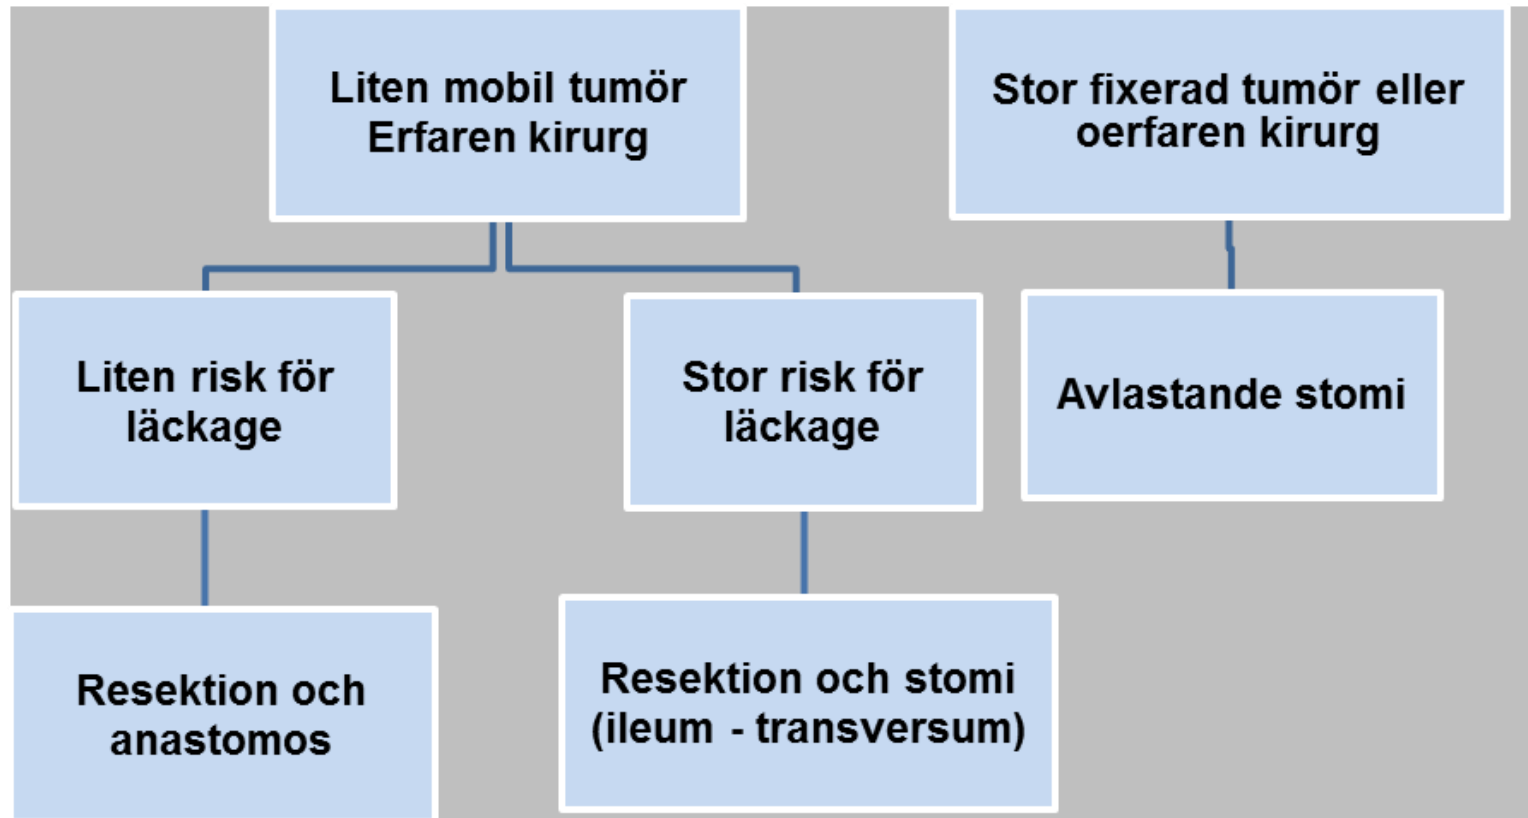 Liten mobil tumör
Erfaren kirurg
Stor fixerad tumör eller
oerfaren kirurg
Liten risk för
läckage
Stor risk för
läckage
Avlastande stomi
Resektion och
anastomos
Resektion och stomi
(ileum - transversum)